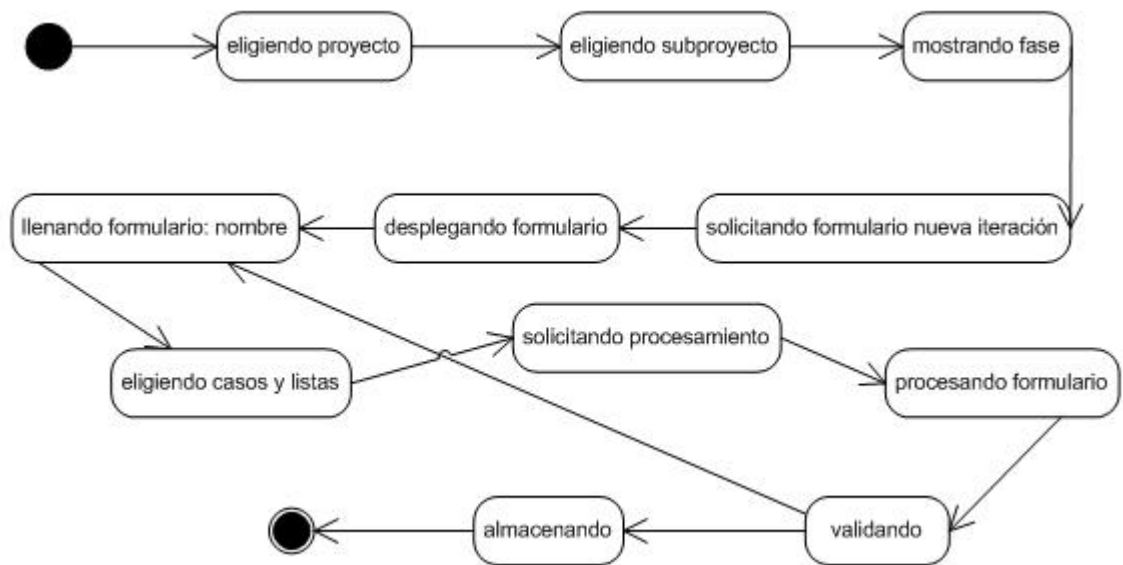 eligiendo proyecto
eligiendo subproyecto
mostrando fase
solicitando formulario nueva iteración
desplegando formulario
llenando formulario: nombre
eligiendo casos y listas
solicitando procesamiento
procesando formulario
validando
almacenando